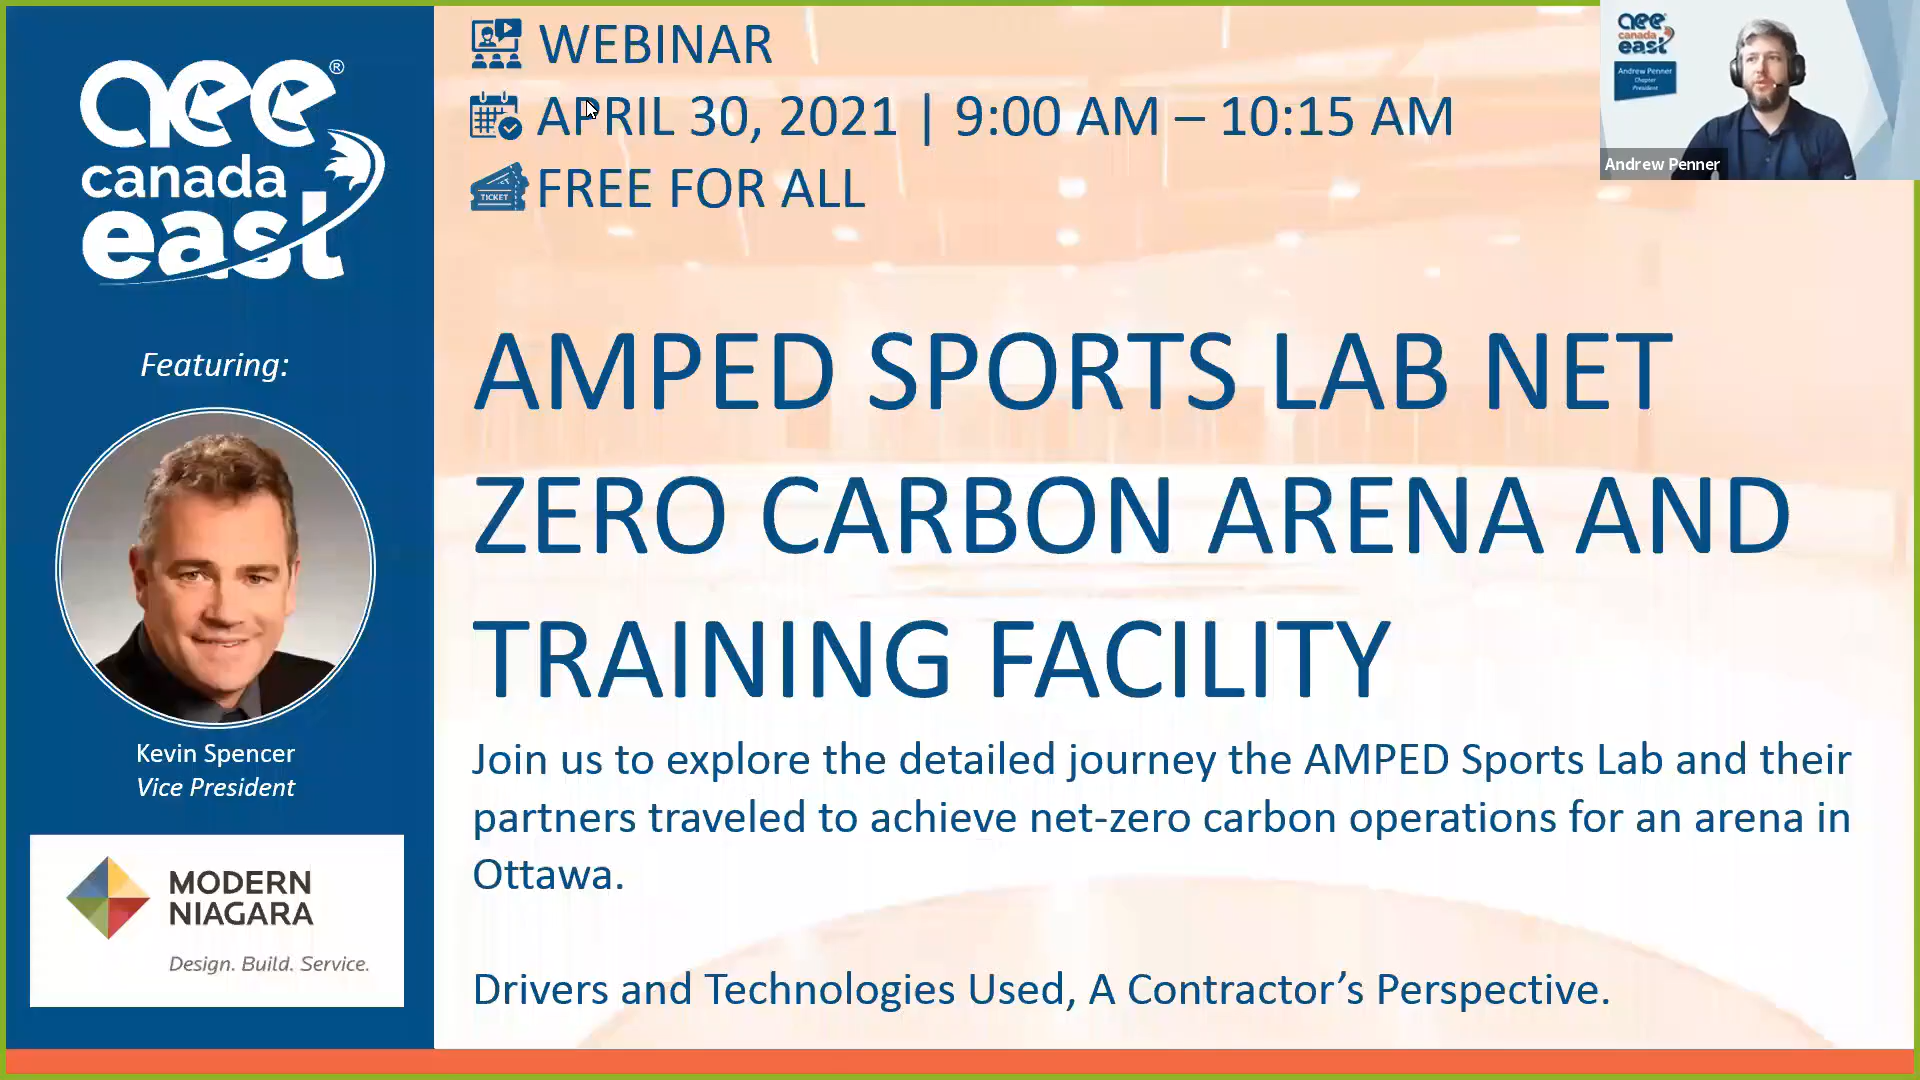 aee®
canada
east
Featuring:
Kevin Spencer
Vice President
MODERN
NIAGARA
Design. Build. Service.
WEBINAR
APRIL 30, 2021 | 9:00 AM – 10:15 AM
TICKET
FREE FOR ALL
AMPED SPORTS LAB NET
ZERO CARBON ARENA AND
TRAINING FACILITY
Join us to explore the detailed journey the AMPED Sports Lab and their
partners traveled to achieve net-zero carbon operations for an arena in
Ottawa.
Drivers and Technologies Used, A Contractor’s Perspective.
aee
canada
east
Andrew Penner
Chapter
President
Andrew Penner